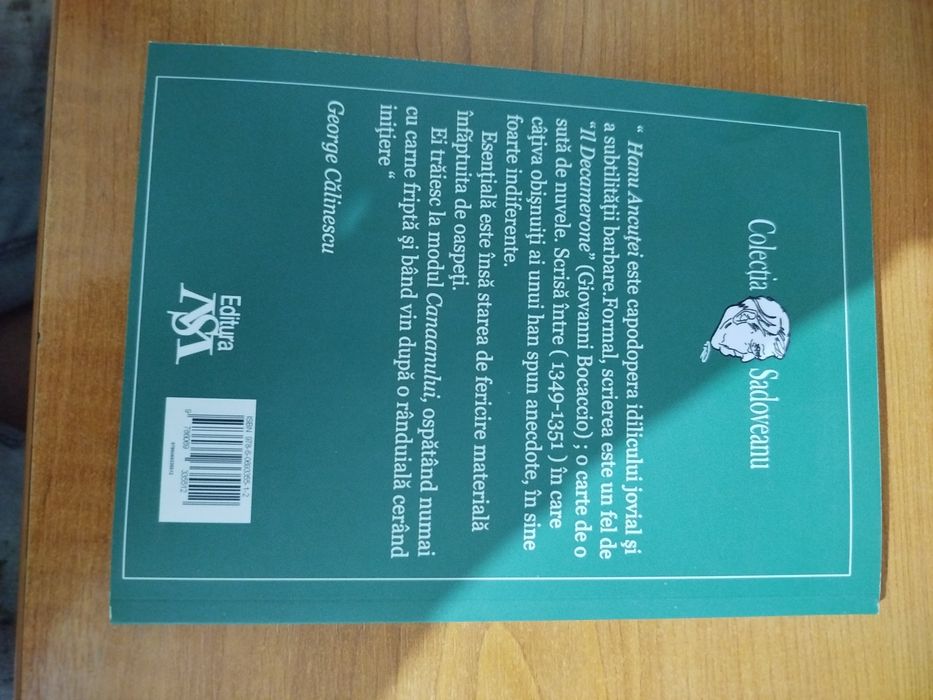 Colecția Sadoveanu
“ Hanu Ancuței este capodopera idilicului jovial și
a subtilității barbare.Formal, scrierea este un fel de
“Il Decamerone” ((Giovanni Bocaccio) ; o carte de o
sută de nuvele. Scrisă între ( 1349-1351 ) în care
câțiva obișnuiți ai unui han spun anecdote, în sine
foarte indiferente.
Esențială este însă starea de fericire materială
înfăptuita de oaspeți.
Ei trăiesc la modul Canaanului, ospătând numai
cu carne friptă și bând vin după o rânduială cerând
inițiere “
George Călinescu
Editura